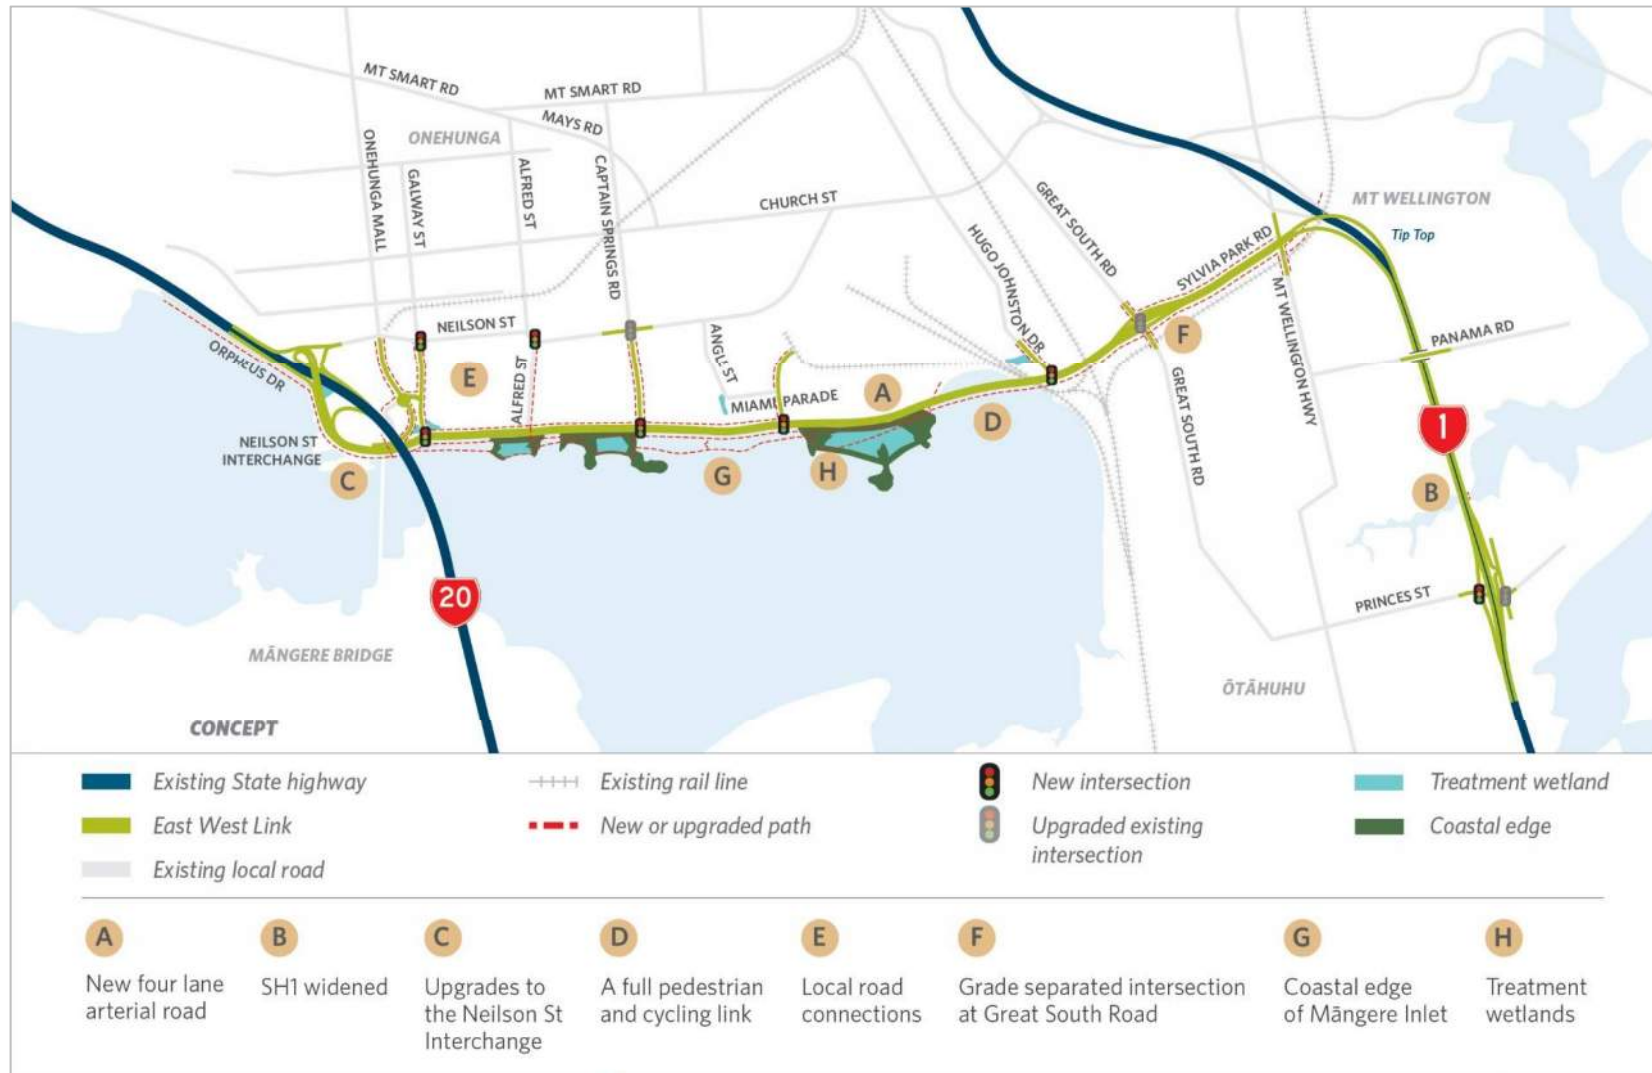 MT SMART RD
MT SMART RD
MAYS RD
ONEHUNGA
ONEHUNGA MALL
GALWAY ST
ALFRED ST
CAPTAIN SPRINGS RD
CHURCH ST
HUGO JOHNSTON DR
GREAT SOUTH RD
SYLVIA PARK RD
MT WELLINGTON
Tip Top
MT WELLINGTON HWY
PANAMA RD
NEILSON ST
ORPHEUS DR
ALFRED ST
ANGLE ST
MIAMI PARADE
GREAT SOUTH RD
NEILSON ST
INTERCHANGE
A
B
C
D
E
F
G
H
1
20
PRINCES ST
MĀNGERE BRIDGE
ŌTĀHUHU
CONCEPT
Existing State highway
East West Link
Existing local road
Existing rail line
New or upgraded path
New intersection
Upgraded existing
intersection
Treatment wetland
Coastal edge
A
New four lane
arterial road
B
SH1 widened
C
Upgrades to
the Neilson St
Interchange
D
A full pedestrian
and cycling link
E
Local road
connections
F
Grade separated intersection
at Great South Road
G
Coastal edge
of Māngere Inlet
H
Treatment
wetlands